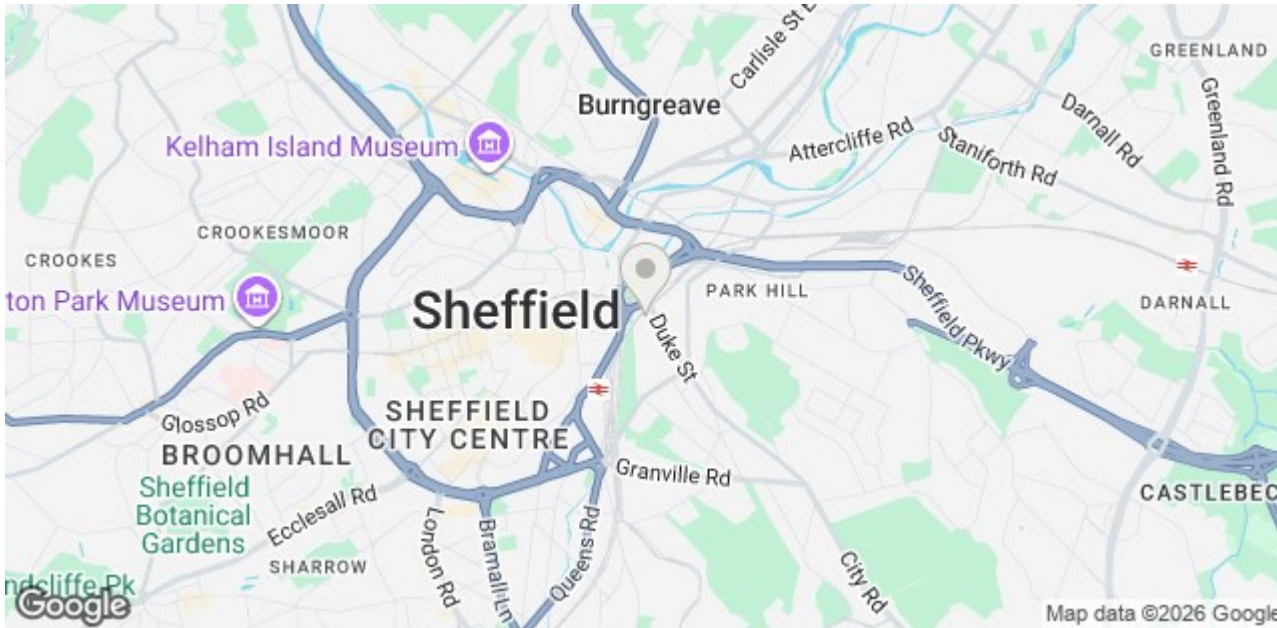 GREENLAND
Carlisle St E
Burngreave
Greenland Rd
Darnall Rd
Attercliffe Rd
Staniforth Rd
Kelham Island Museum
CROOKESMOOR
CROOKES
Sheffield Pkwy
PARK HILL
DARNALL
ton Park Museum
Sheffield
Duke St
SHEFFIELD
CITY CENTRE
Glossop Rd
BROOMHALL
Granville Rd
Sheffield
Botanical
Gardens
Ecclesall Rd
CASTLEBEC
London Rd
Bramall Ln
Queens Rd
SHARROW
City Rd
ndcliffe Pk
Google
Map data ©2026 Google